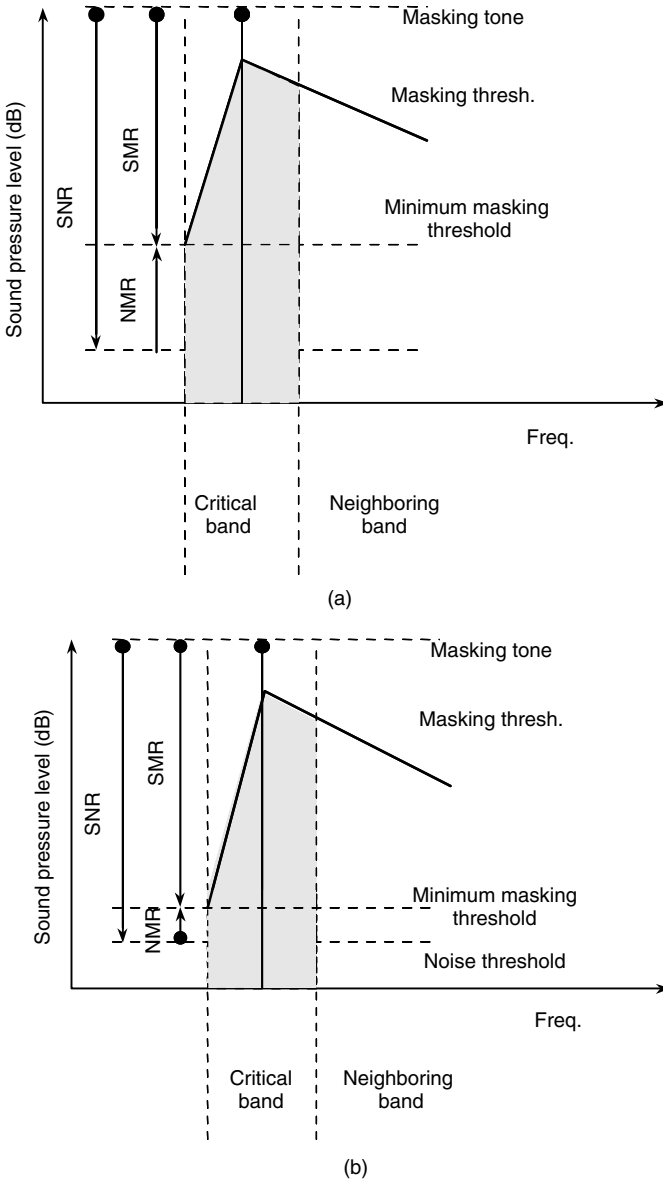 Masking tone
Masking thresh.
Sound pressure level (dB)
SNR
SMR
NMR
Minimum masking
threshold
Freq.
Critical
band
Neighboring
band
(a)
Masking tone
Masking thresh.
Sound pressure level (dB)
SNR
SMR
NMR
Minimum masking
threshold
Noise threshold
Freq.
Critical
band
Neighboring
band
(b)